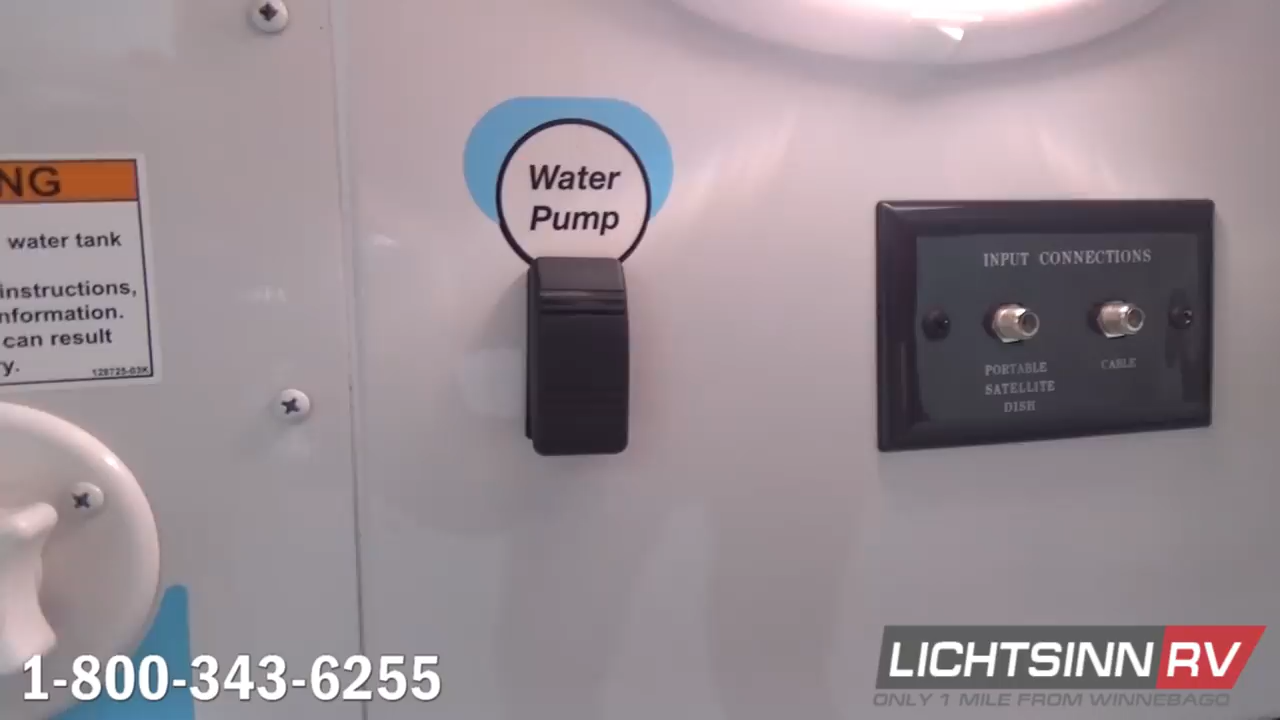 NG
water tank
instructions,
nformation.
can result
y.
128725-03K
Water
Pump
INPUT CONNECTIONS
PORTABLE
SATELLITE
DISH
CABLE
1-800-343-6255
LICHTSINN RV
ONLY 1 MILE FROM WINNEBAGO